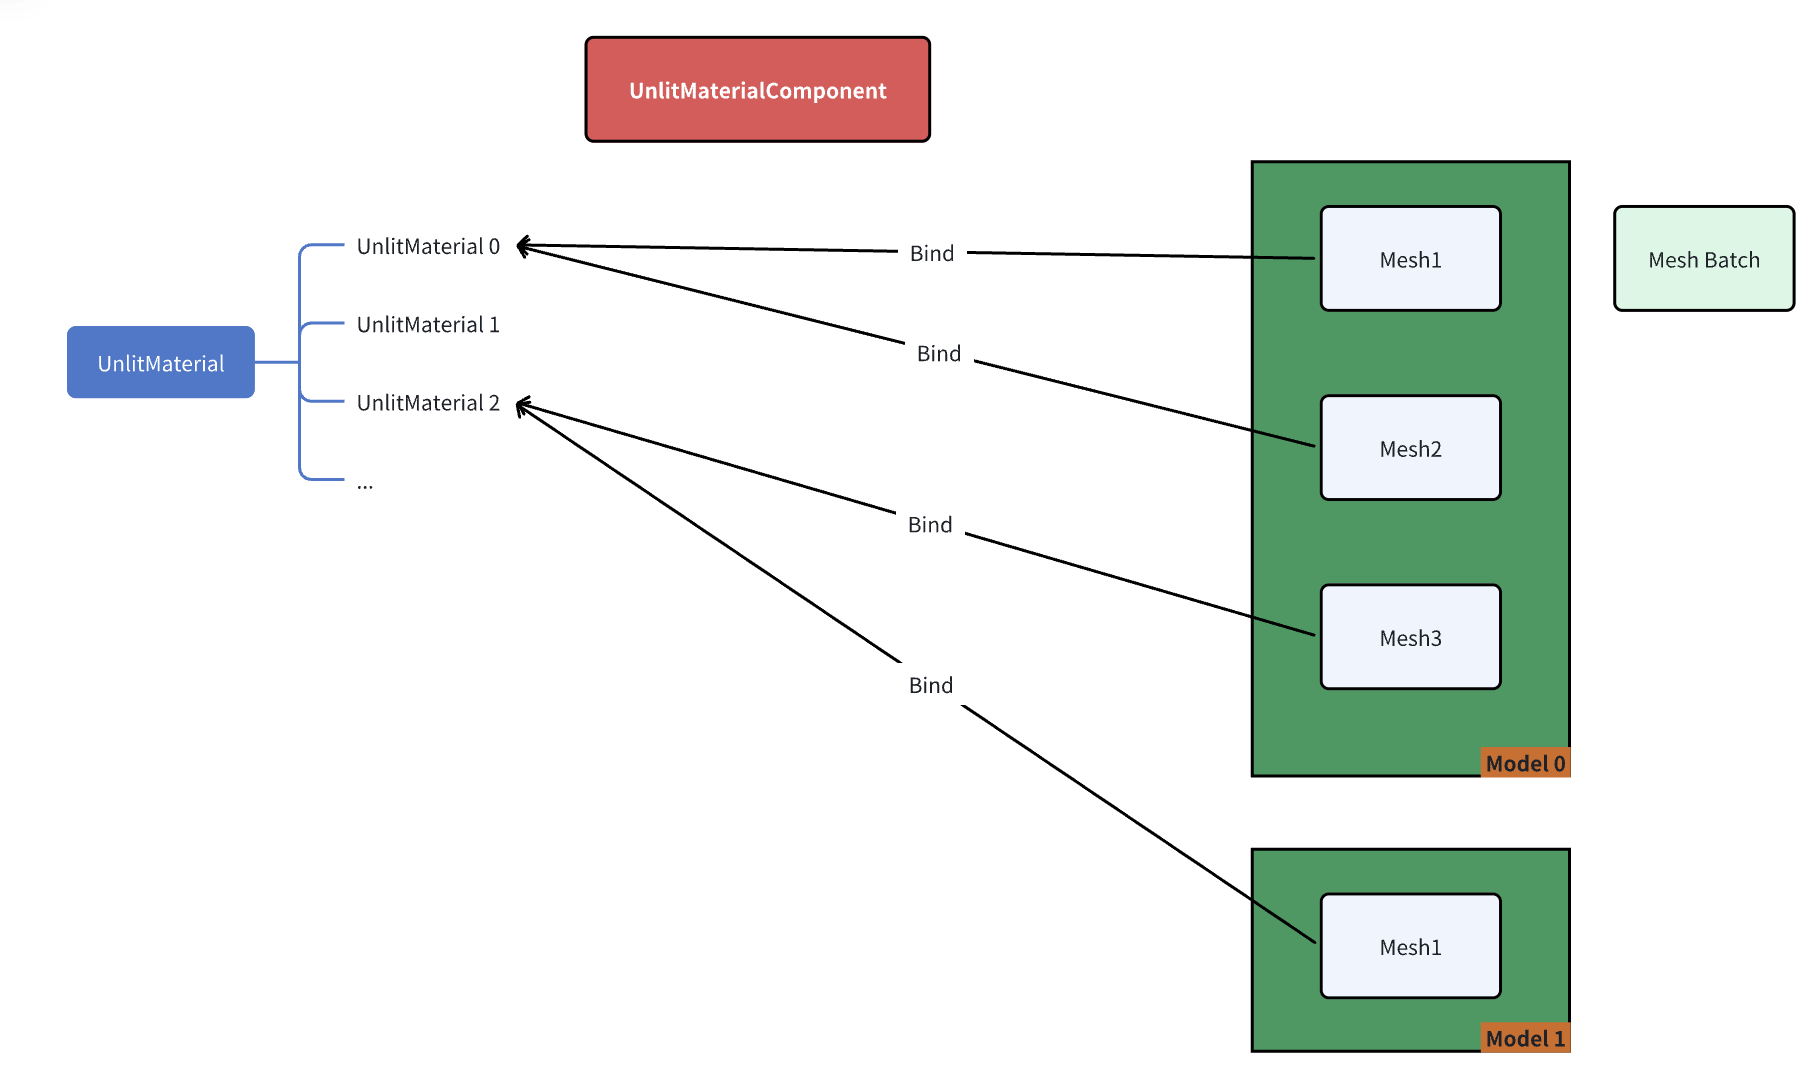 UnlitMaterialComponent
UnlitMaterial 0
Bind
Mesh1
Mesh Batch
UnlitMaterial 1
Bind
UnlitMaterial
UnlitMaterial 2
Mesh2
...
Bind
Mesh3
Bind
Model 0
Mesh1
Model 1